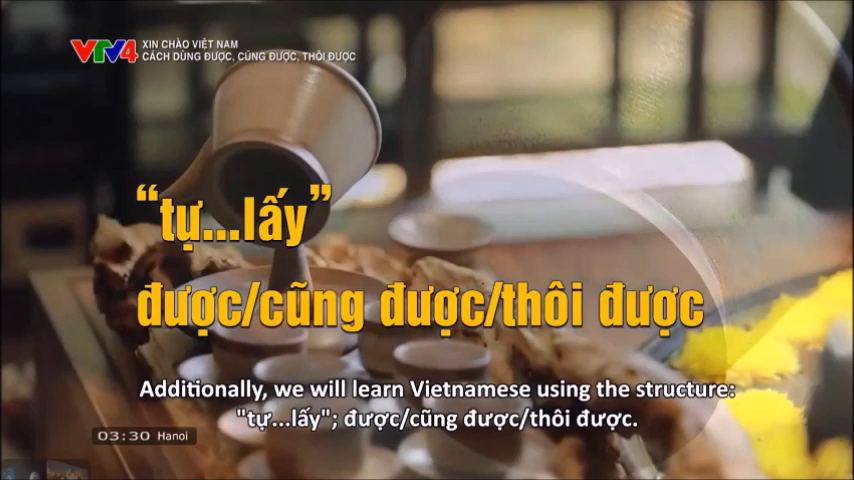 VTV4
XIN CHÀO VIỆT NAM
CÁCH DÙNG ĐƯỢC, CŨNG ĐƯỢC, THÔI ĐƯỢC
“tự...lấy”
được/cũng được/thôi được
Additionally, we will learn Vietnamese using the structure:
"tự...lấy"; được/cũng được/thôi được.
03:30 Hanoi